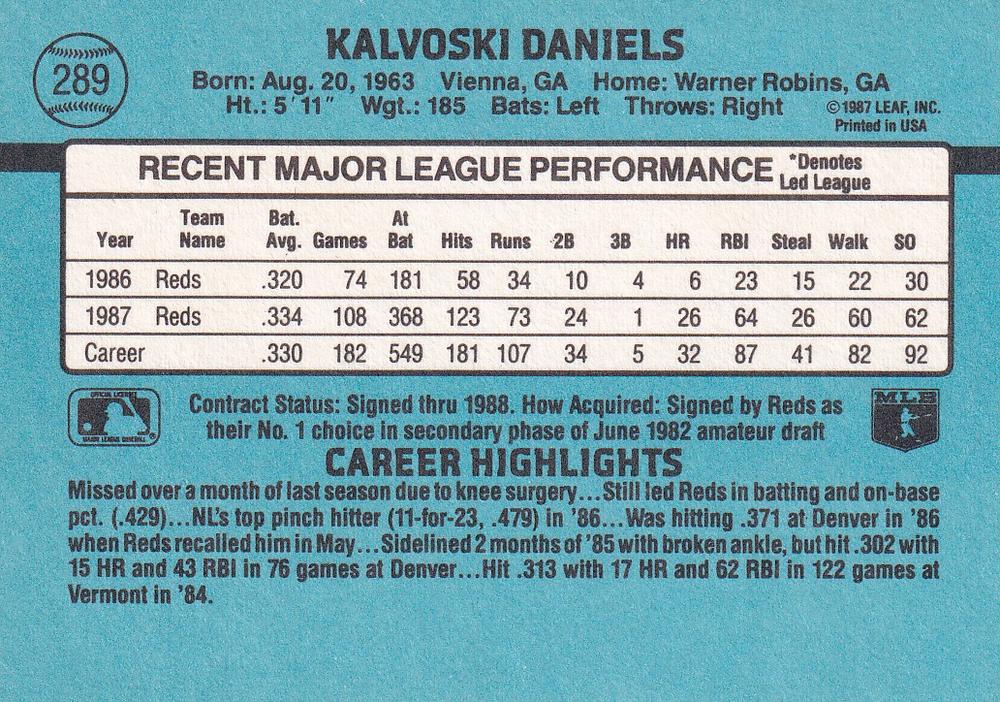 289
KALVOSKI DANIELS
Born: Aug. 20, 1963 Vienna, GA Home: Warner Robins, GA
Ht.: 5'11" Wgt.: 185 Bats: Left Throws: Right ©1987 LEAF, INC.
Printed in USA
RECENT MAJOR LEAGUE PERFORMANCE *Denotes
Led League
Year Team Name Bat. Avg. Games At Bat Hits Runs 2B 3B HR RBI Steal Walk SO
1986 Reds .320 74 181 58 34 10 4 6 23 15 22 30
1987 Reds .334 108 368 123 73 24 1 26 64 26 60 62
Career .330 182 549 181 107 34 5 32 87 41 82 92
OFFICIAL LICENSEE
MAJOR LEAGUE BASEBALL
Contract Status: Signed thru 1988. How Acquired: Signed by Reds as
their No. 1 choice in secondary phase of June 1982 amateur draft
MLB
CAREER HIGHLIGHTS
Missed over a month of last season due to knee surgery...Still led Reds in batting and on-base
pct. (.429)...NL's top pinch hitter (11-for-23, .479) in '86...Was hitting .371 at Denver in '86
when Reds recalled him in May...Sidelined 2 months of '85 with broken ankle, but hit .302 with
15 HR and 43 RBI in 76 games at Denver...Hit .313 with 17 HR and 62 RBI in 122 games at
Vermont in '84.